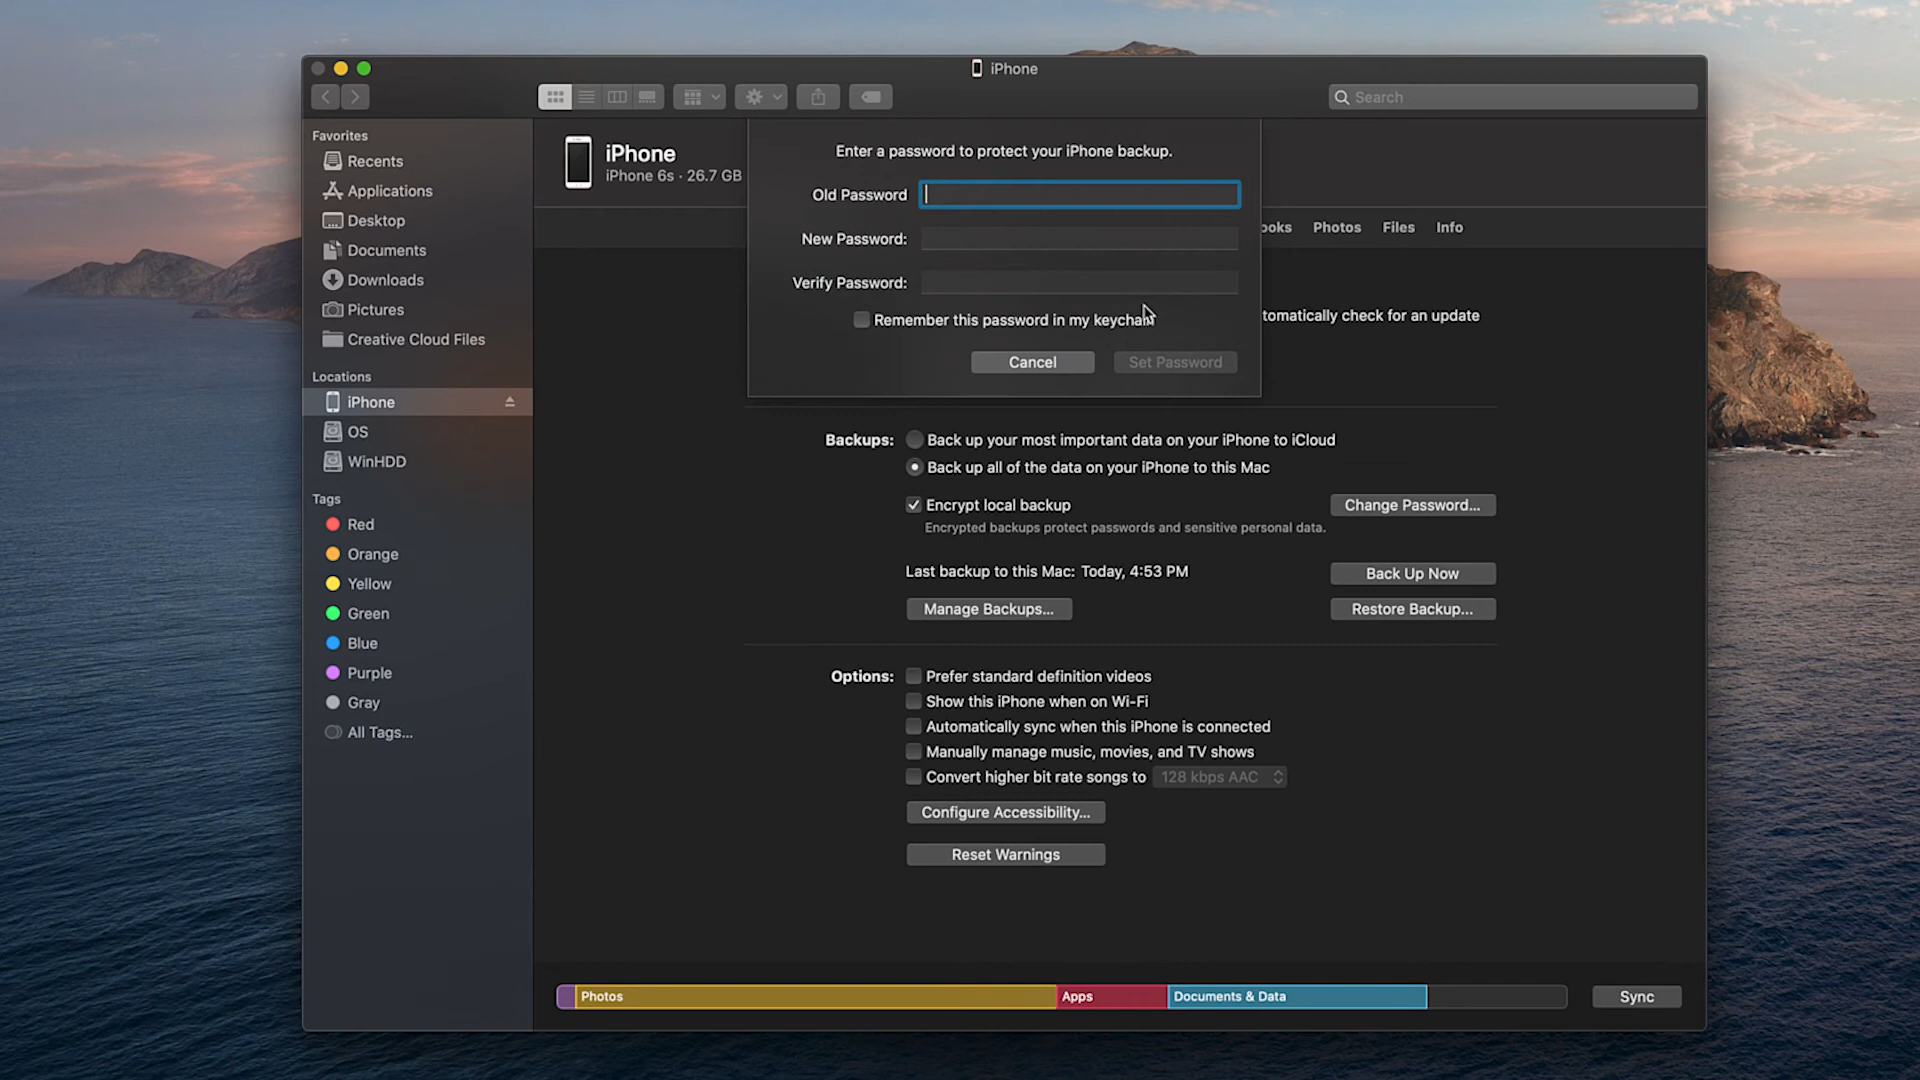 iPhone
Search
Favorites
Recents
Applications
Desktop
Documents
Downloads
Pictures
Creative Cloud Files
Locations
iPhone
OS
WinHDD
Tags
Red
Orange
Yellow
Green
Blue
Purple
Gray
All Tags...
iPhone
iPhone 6s · 26.7 GB
Enter a password to protect your iPhone backup.
Old Password
New Password:
Verify Password:
Remember this password in my keychain
Cancel
Set Password
ooks Photos Files Info
tomatically check for an update
Backups:
Back up your most important data on your iPhone to iCloud
Back up all of the data on your iPhone to this Mac
Encrypt local backup
Change Password...
Encrypted backups protect passwords and sensitive personal data.
Last backup to this Mac: Today, 4:53 PM
Back Up Now
Manage Backups...
Restore Backup...
Options:
Prefer standard definition videos
Show this iPhone when on Wi-Fi
Automatically sync when this iPhone is connected
Manually manage music, movies, and TV shows
Convert higher bit rate songs to 128 kbps AAC
Configure Accessibility...
Reset Warnings
Photos
Apps
Documents & Data
Sync